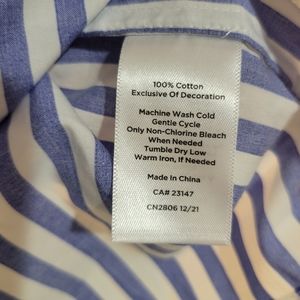 100% Cotton
Exclusive Of Decoration
Machine Wash Cold
Gentle Cycle
Only Non-Chlorine Bleach
When Needed
Tumble Dry Low
Warm Iron, If Needed
Made In China
CA# 23147
CN2806 12/21